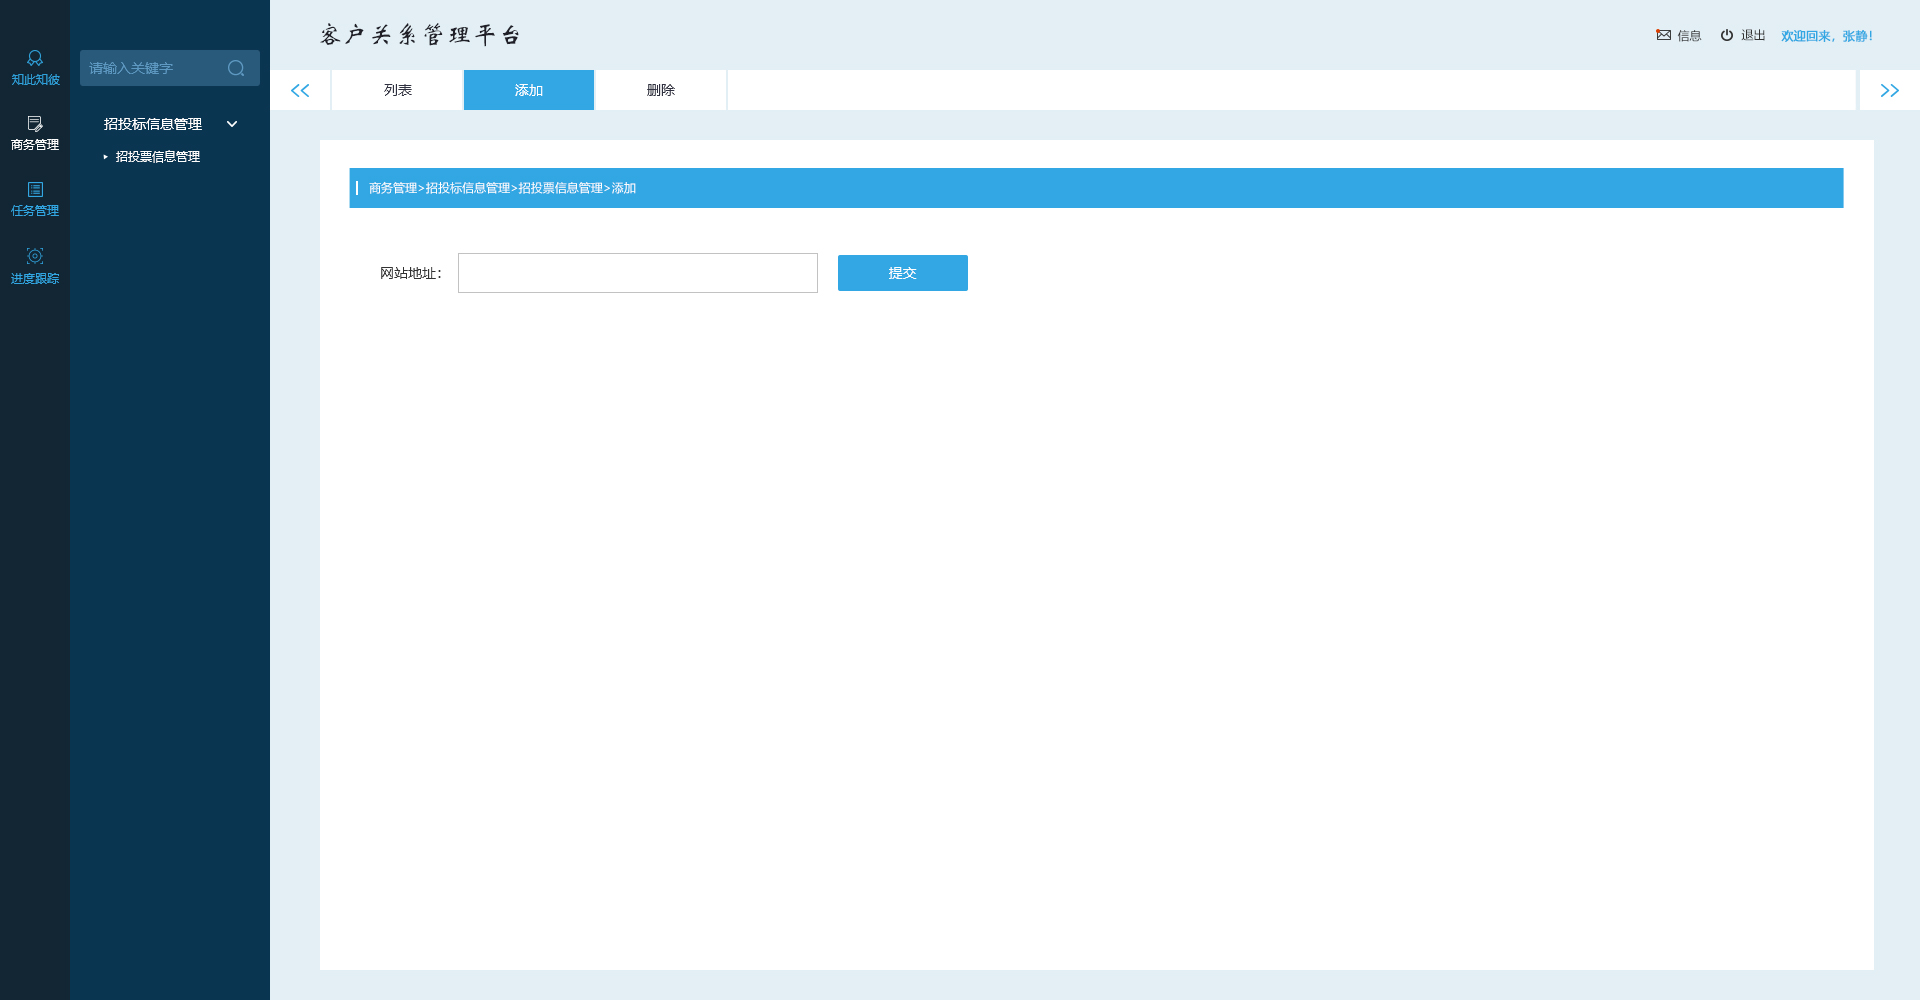 客户关系管理平台
信息
退出
欢迎回来，张静！
知此知彼
商务管理
任务管理
进度跟踪
请输入关键字
招投标信息管理
招投票信息管理
列表
添加
删除
商务管理>招投标信息管理>招投票信息管理>添加
网站地址：
提交